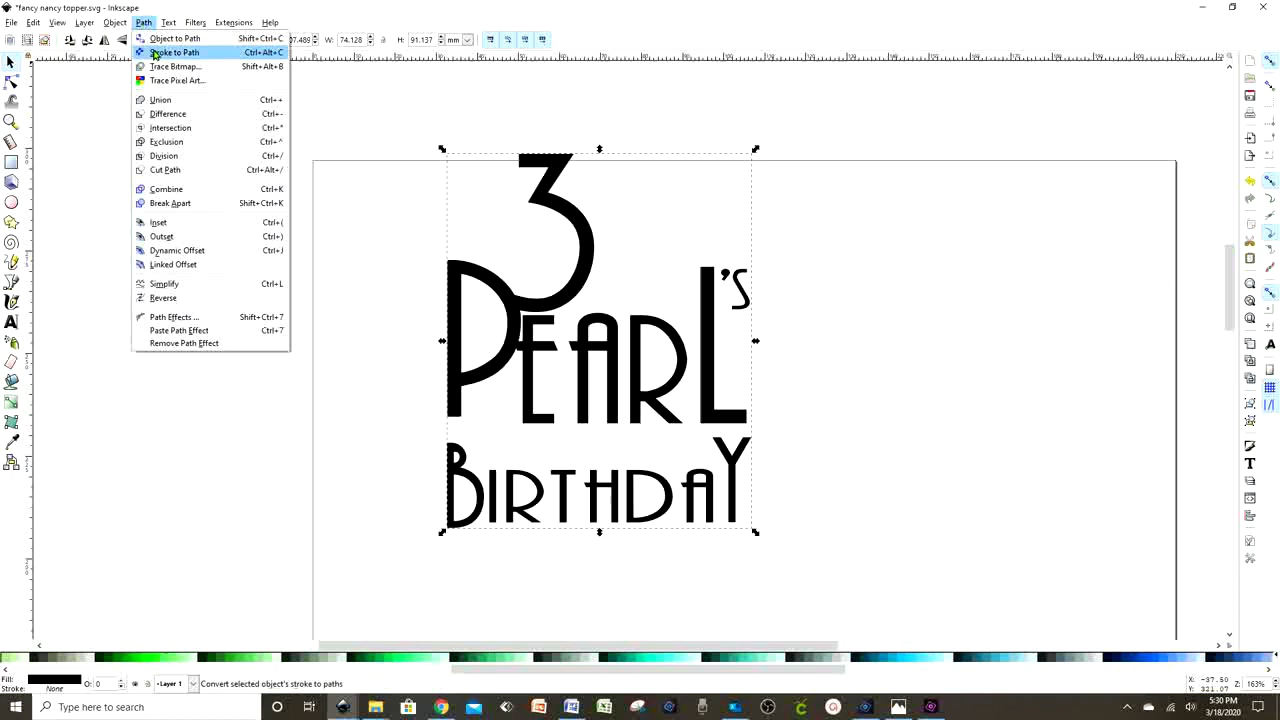 *fancy nancy topper.svg - Inkscape
File Edit View Layer Object Path Text Filters Extensions Help
W: 74.128 H: 91.137 mm
Object to Path Shift+Ctrl+C
Stroke to Path Ctrl+Alt+C
Trace Bitmap... Shift+Alt+B
Trace Pixel Art...
Union Ctrl++
Difference Ctrl+-
Intersection Ctrl+*
Exclusion Ctrl+^
Division Ctrl+/
Cut Path Ctrl+Alt+/
Combine Ctrl+K
Break Apart Shift+Ctrl+K
Inset Ctrl+(
Outset Ctrl+)
Dynamic Offset Ctrl+J
Linked Offset
Simplify Ctrl+L
Reverse
Path Effects ... Shift+Ctrl+7
Paste Path Effect Ctrl+7
Remove Path Effect
3
PEARL'S
BIRTHDAY
Fill:
Stroke: None
O: 0
Layer 1
Convert selected object's stroke to paths
X: -37.50
Y: 321.07
Z: 163%
Type here to search
5:30 PM
3/18/2020